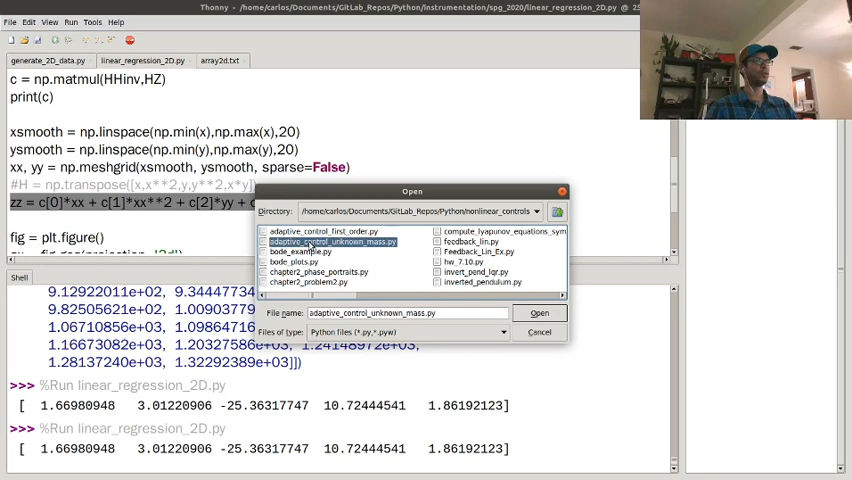 Thonny - /home/carlos/Documents/GitLab_Repos/Python/instrumentation/spg_2020/linear_regression_2D.py @ 25
File Edit View Run Tools Help
generate_2D_data.py linear_regression_2D.py array2d.txt
c = np.matmul(HHinv,HZ)
print(c)
xsmooth = np.linspace(np.min(x),np.max(x),20)
ysmooth = np.linspace(np.min(y),np.max(y),20)
xx, yy = np.meshgrid(xsmooth, ysmooth, sparse=False)
#H = np.transpose([x,x**2,y,y**2,x*y])
zz = c[0]*xx + c[1]*xx**2 + c[2]*yy + c
fig = plt.figure()
Open
Directory: /home/carlos/Documents/GitLab_Repos/Python/nonlinear_controls
adaptive_control_first_order.py compute_lyapunov_equations_sym
adaptive_control_unknown_mass.py feedback_lin.py
bode_example.py Feedback_Lin_Ex.py
bode_plots.py hw_7.10.py
chapter2_phase_portraits.py invert_pend_lqr.py
chapter2_problem2.py inverted_pendulum.py
File name: adaptive_control_unknown_mass.py Open
Files of type: Python files (*.py,*.pyw) Cancel
Shell
9.12922011e+02, 9.3444
9.82505612e+02, 1.00903
1.06710856e+03, 1.09864
1.16673082e+03, 1.20327586e+03, 1.24148972e+03,
1.28137240e+03, 1.32292389e+03]])
>>> %Run linear_regression_2D.py
[ 1.66980948 3.01220906 -25.36317747 10.72444541 1.86192123]
>>> %Run linear_regression_2D.py
[ 1.66980948 3.01220906 -25.36317747 10.72444541 1.86192123]
>>>